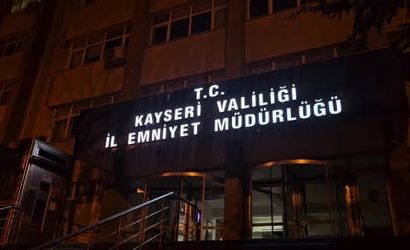 T.C.
KAYSERİ VALİLİĞİ
İL EMNİYET MÜDÜRLÜĞÜ